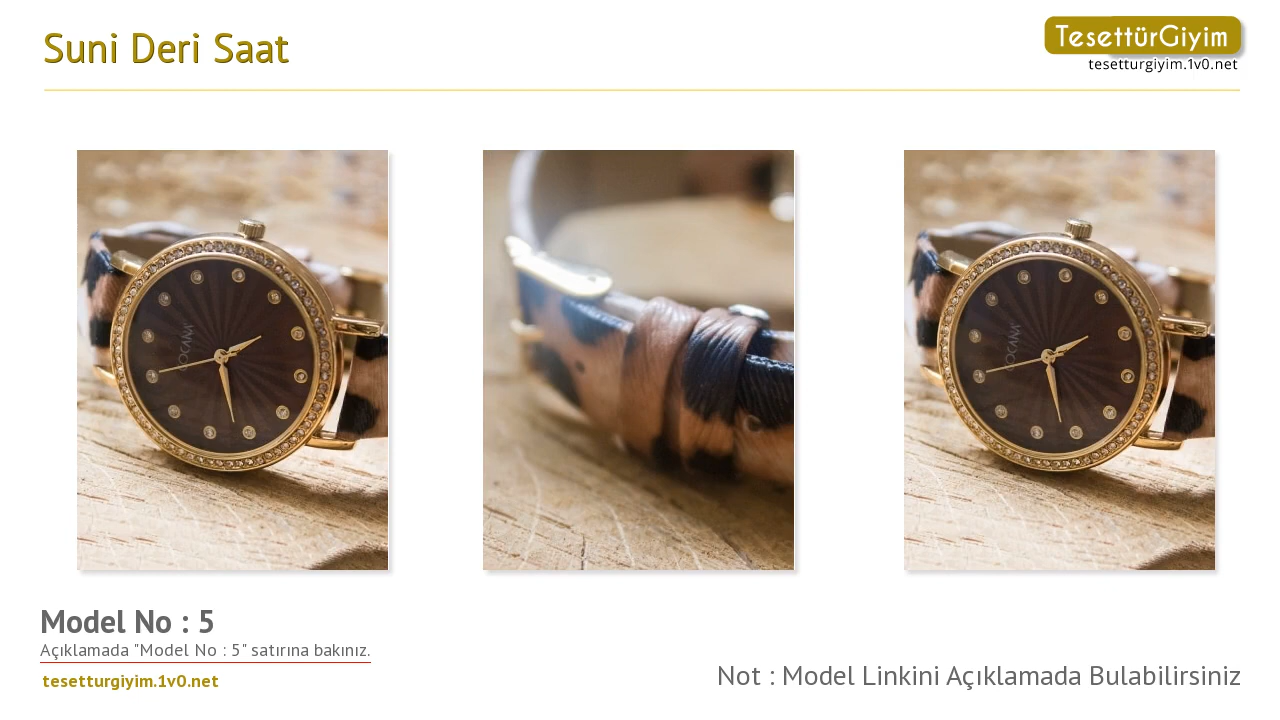 Suni Deri Saat
TesettürGiyim
tesetturgiyim.1v0.net
Model No : 5
Açıklamada "Model No : 5" satırına bakınız.
tesetturgiyim.1v0.net
Not : Model Linkini Açıklamada Bulabilirsiniz